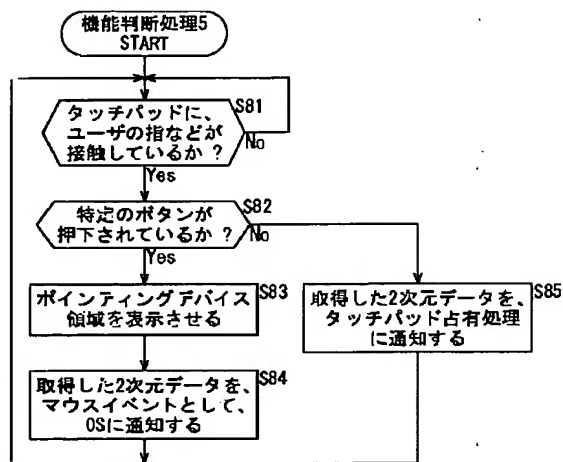 機能判断処理5
START
タッチパッドに、
ユーザの指などが
接触しているか ?
S81
No
Yes
特定のボタンが
押下されているか ?
S82
No
Yes
ポインティングデバイス
領域を表示させる
S83
取得した2次元データを、
タッチパッド占有処理
に通知する
S85
取得した2次元データを、
マウスイベントとして、
OSに通知する
S84